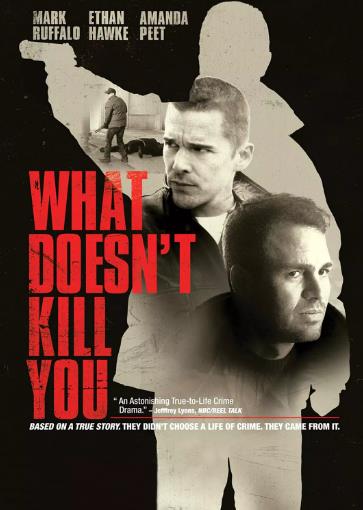 MARK ETHAN AMANDA
RUFFALO HAWKE PEET
WHAT
DOESN'T
KILL
YOU
" An Astonishing True-to-Life Crime
Drama." – Jeffrey Lyons, NBC/REEL TALK
BASED ON A TRUE STORY. THEY DIDN'T CHOOSE A LIFE OF CRIME. THEY CAME FROM IT.